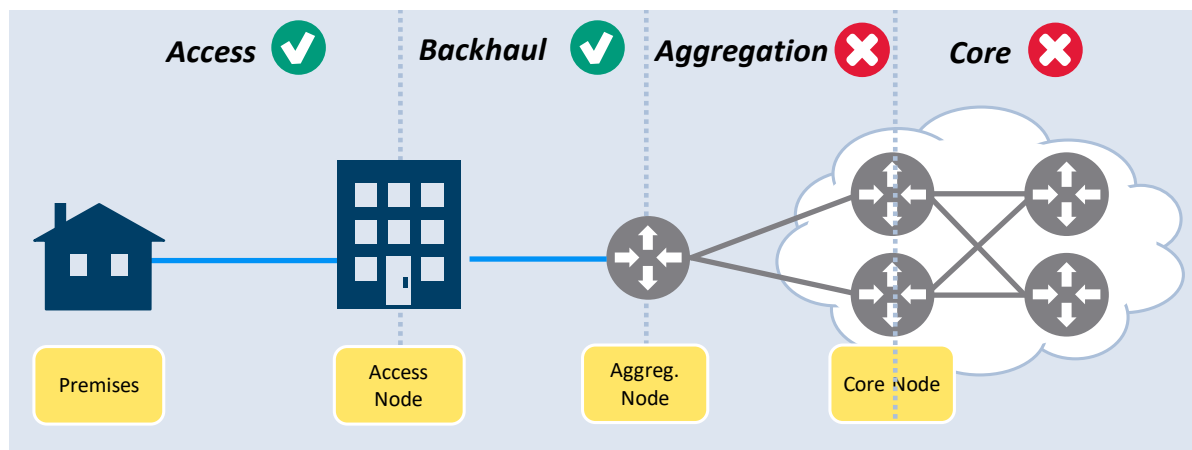 Access
Backhaul
Aggregation
Core
Premises
Access
Node
Aggreg.
Node
Core Node